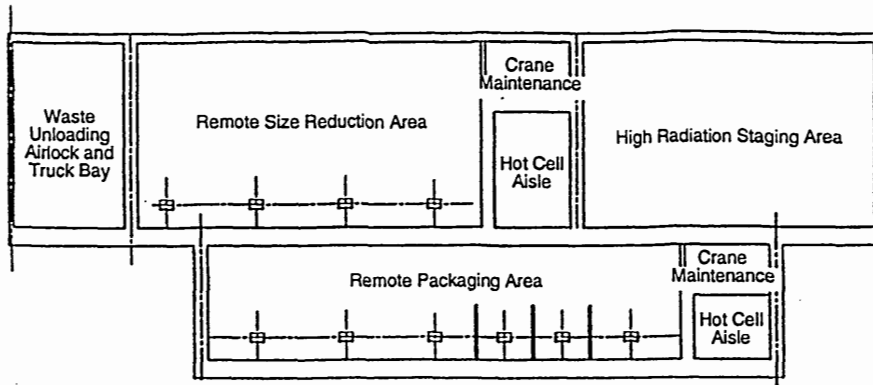 Waste
Unloading
Airlock and
Truck Bay
Remote Size Reduction Area
Crane
Maintenance
Hot Cell
Aisle
High Radiation Staging Area
Remote Packaging Area
Crane
Maintenance
Hot Cell
Aisle